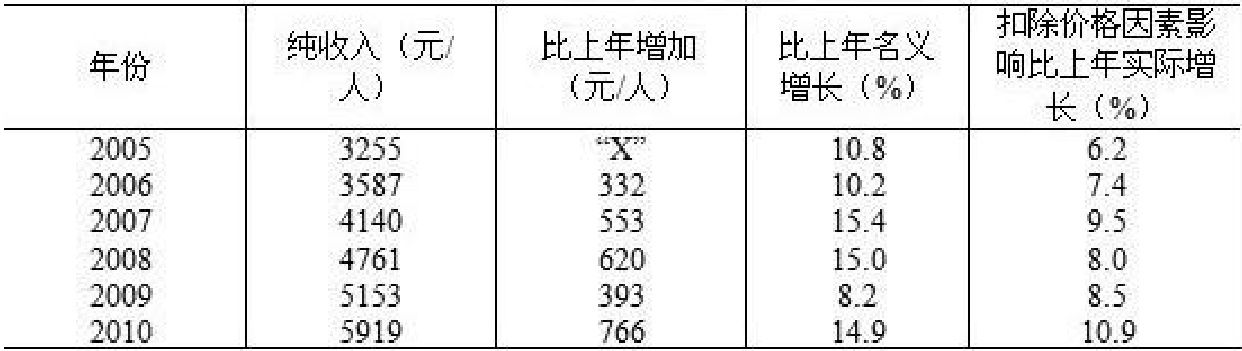 年份 纯收入（元/人） 比上年增加（元/人） 比上年名义增长（%） 扣除价格因素影响比上年实际增长（%）
2005 3255 “X” 10.8 6.2
2006 3587 332 10.2 7.4
2007 4140 553 15.4 9.5
2008 4761 620 15.0 8.0
2009 5153 393 8.2 8.5
2010 5919 766 14.9 10.9